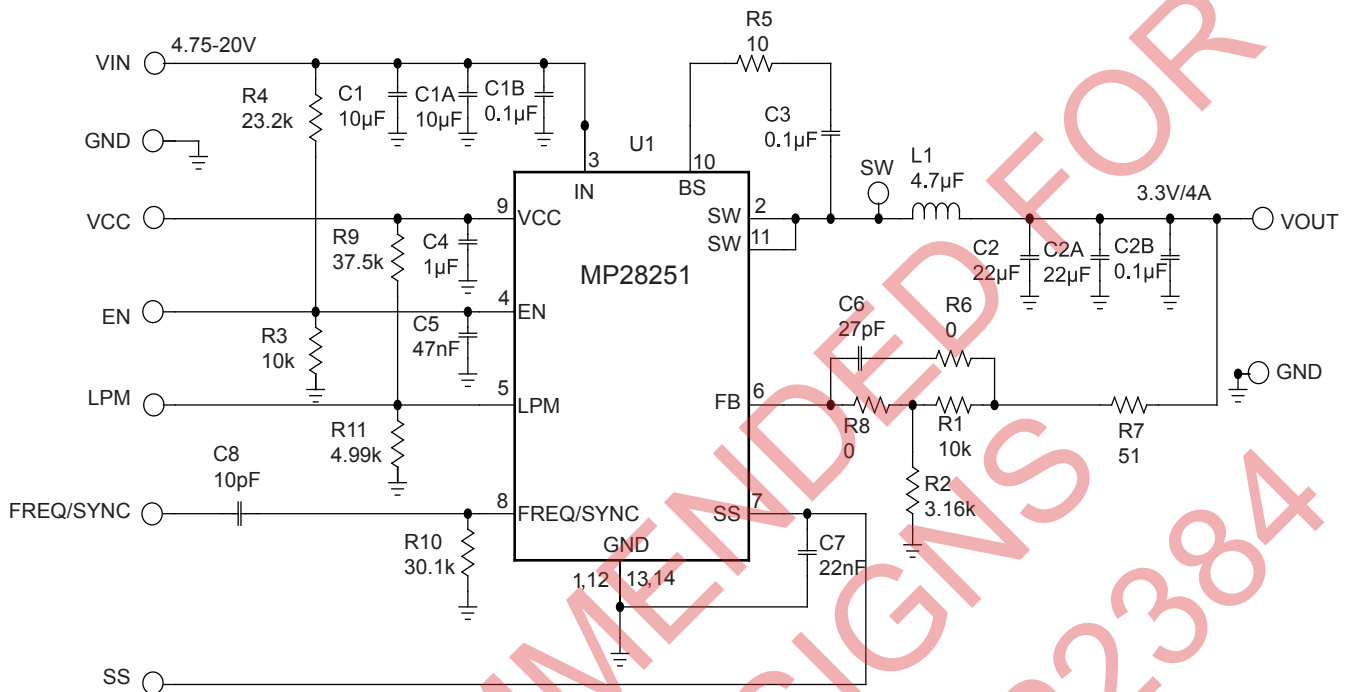 VIN
4.75-20V
GND
VCC
EN
LPM
FREQ/SYNC
SS
R4
23.2k
C1
10µF
C1A
10µF
C1B
0.1µF
R9
37.5k
C4
1µF
R3
10k
C5
47nF
R11
4.99k
C8
10pF
R10
30.1k
U1
MP28251
3
IN
10
BS
9
VCC
4
EN
5
LPM
8
FREQ/SYNC
GND
1,12
13,14
SW
2
SW
11
FB
6
SS
7
R5
10
C3
0.1µF
SW
L1
4.7µF
3.3V/4A
VOUT
C2
22µF
C2A
22µF
C2B
0.1µF
C6
27pF
R6
0
R8
0
R1
10k
R7
51
R2
3.16k
GND
C7
22nF
MMENDED FOR
SIGNS
2384